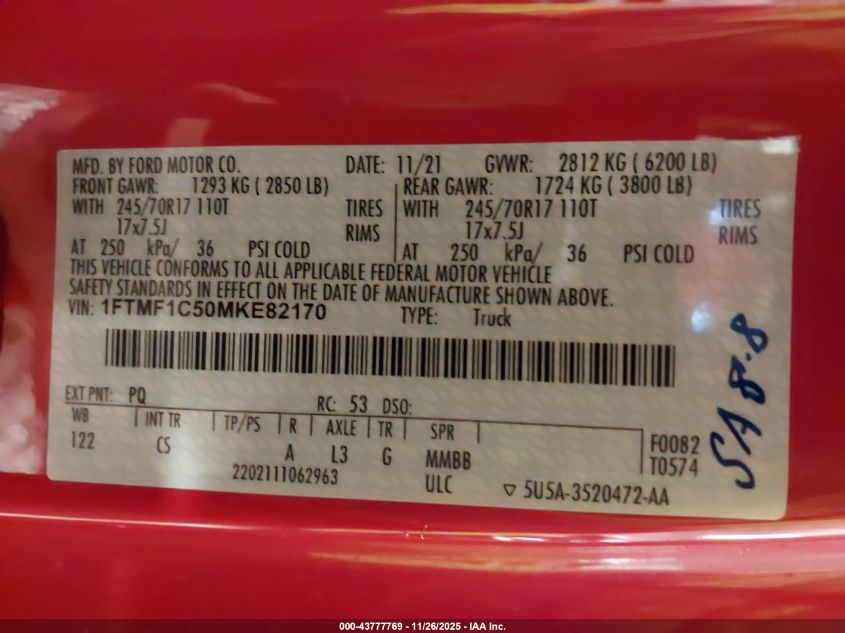 MFD. BY FORD MOTOR CO. DATE: 11/21 GVWR: 2812 KG ( 6200 LB)
FRONT GAWR: 1293 KG ( 2850 LB) REAR GAWR: 1724 KG ( 3800 LB)
WITH 245/70R17 110T TIRES WITH 245/70R17 110T TIRES
17x7.5J RIMS 17x7.5J RIMS
AT 250 kPa/ 36 PSI COLD AT 250 kPa/ 36 PSI COLD
THIS VEHICLE CONFORMS TO ALL APPLICABLE FEDERAL MOTOR VEHICLE
SAFETY STANDARDS IN EFFECT ON THE DATE OF MANUFACTURE SHOWN ABOVE.
VIN: 1FTMF1C50MKE82170 TYPE: Truck
EXT PNT: PQ RC: 53 DSO:
WB INT TR TP/PS R AXLE TR SPR
122 CS A L3 G MMBB F0082
T0574
2202111062963 ULC ▽ 5U5A-3520472-AA
SA 8-8
000-43777769 - 11/26/2025 - IAA Inc.